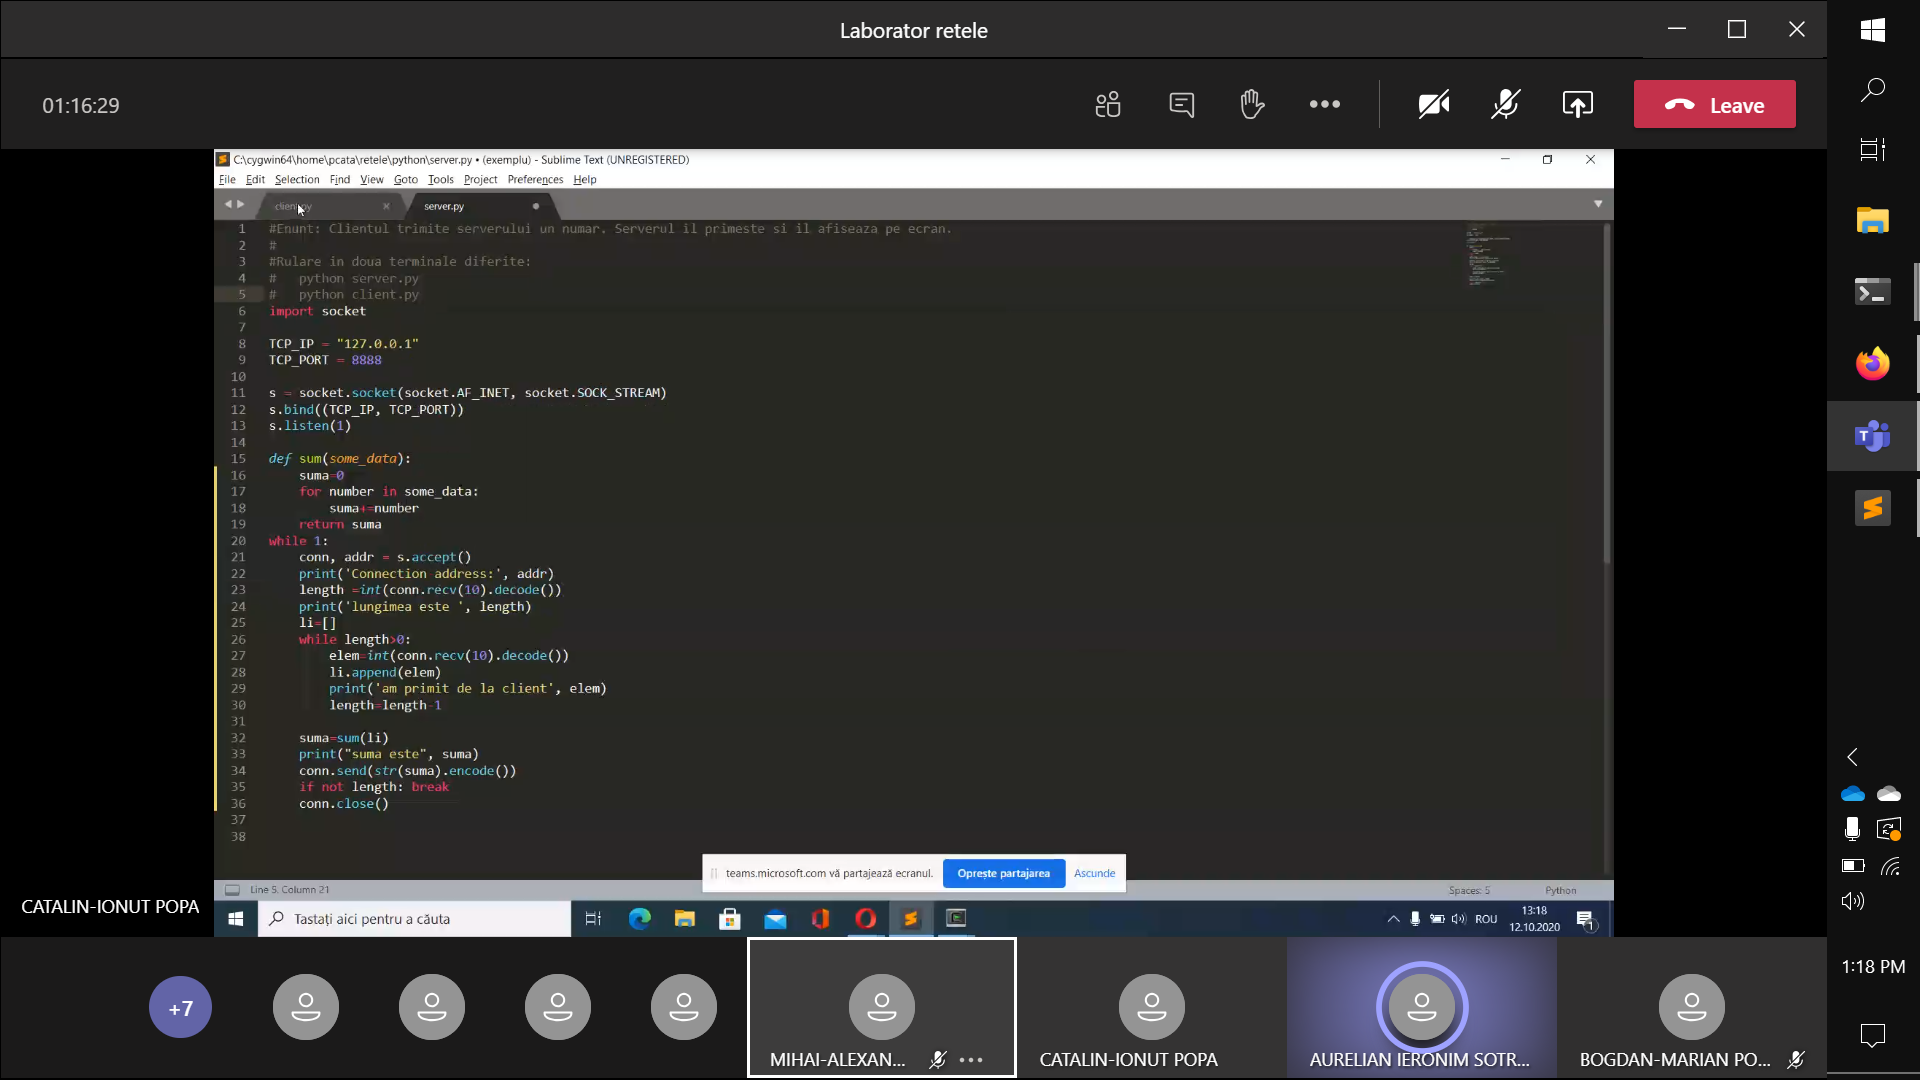 Laborator retele
01:16:29
Leave
C:\cygwin64\home\pcata\retele\python\server.py • (exemplu) - Sublime Text (UNREGISTERED)
File Edit Selection Find View Goto Tools Project Preferences Help
client.py server.py
1 #Enunt: Clientul trimite serverului un numar. Serverul il primeste si il afiseaza pe ecran.
2 #
3 #Rulare in doua terminale diferite:
4 #   python server.py
5 #   python client.py
6 import socket
7
8 TCP_IP = "127.0.0.1"
9 TCP_PORT = 8888
10
11 s = socket.socket(socket.AF_INET, socket.SOCK_STREAM)
12 s.bind((TCP_IP, TCP_PORT))
13 s.listen(1)
14
15 def sum(some_data):
16     suma=0
17     for number in some_data:
18         suma+=number
19     return suma
20 while 1:
21     conn, addr = s.accept()
22     print('Connection address:', addr)
23     length =int(conn.recv(10).decode())
24     print('lungimea este ', length)
25     li=[]
26     while length>0:
27         elem=int(conn.recv(10).decode())
28         li.append(elem)
29         print('am primit de la client', elem)
30         length=length-1
31
32     suma=sum(li)
33     print("suma este", suma)
34     conn.send(str(suma).encode())
35     if not length: break
36     conn.close()
37
38
teams.microsoft.com vă partajează ecranul. Oprește partajarea Ascunde
Line 5, Column 21 Spaces: 5 Python
CATALIN-IONUT POPA
Tastați aici pentru a căuta
ROU 13:18
12.10.2020
1
1:18 PM
+7
MIHAI-ALEXAN... CATALIN-IONUT POPA AURELIAN IERONIM SOTR... BOGDAN-MARIAN PO...